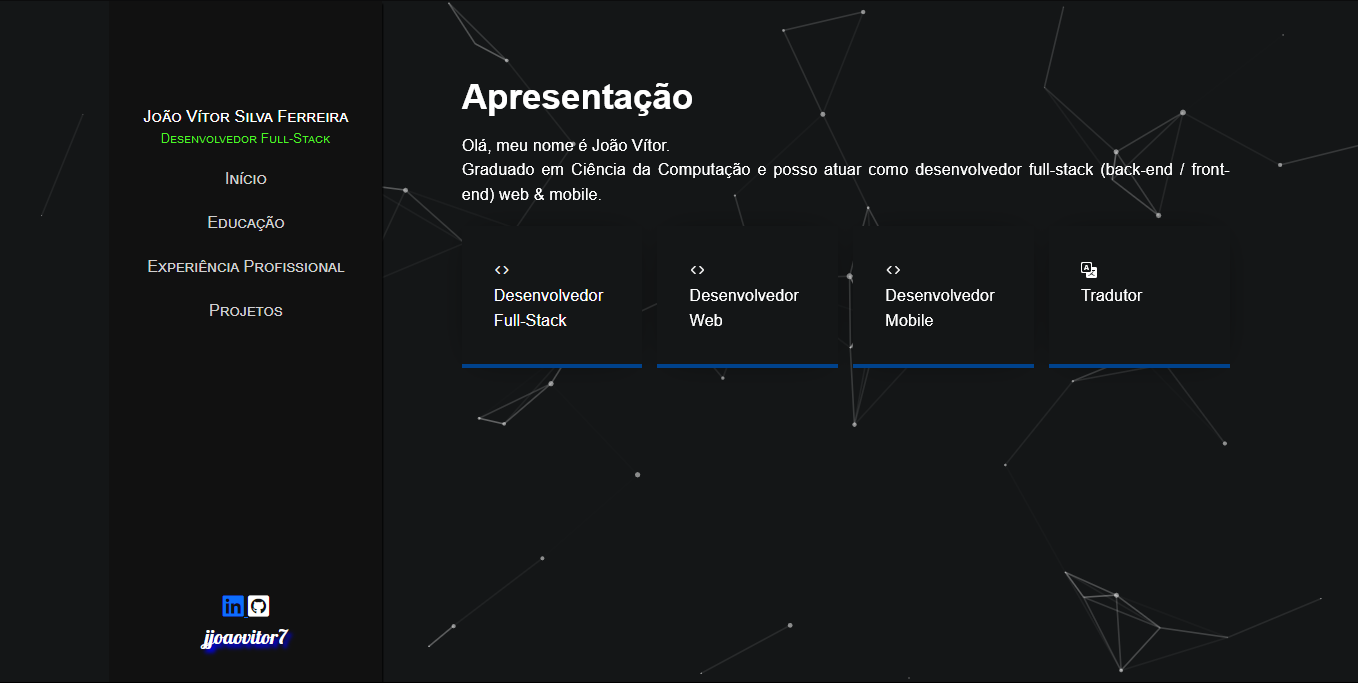 João Vítor Silva Ferreira
Desenvolvedor Full-Stack
Início
Educação
Experiência Profissional
Projetos
in
jjoaovitor7
Apresentação
Olá, meu nome é João Vítor.
Graduado em Ciência da Computação e posso atuar como desenvolvedor full-stack (back-end / front-
end) web & mobile.
Desenvolvedor
Full-Stack
Desenvolvedor
Web
Desenvolvedor
Mobile
A
Tradutor